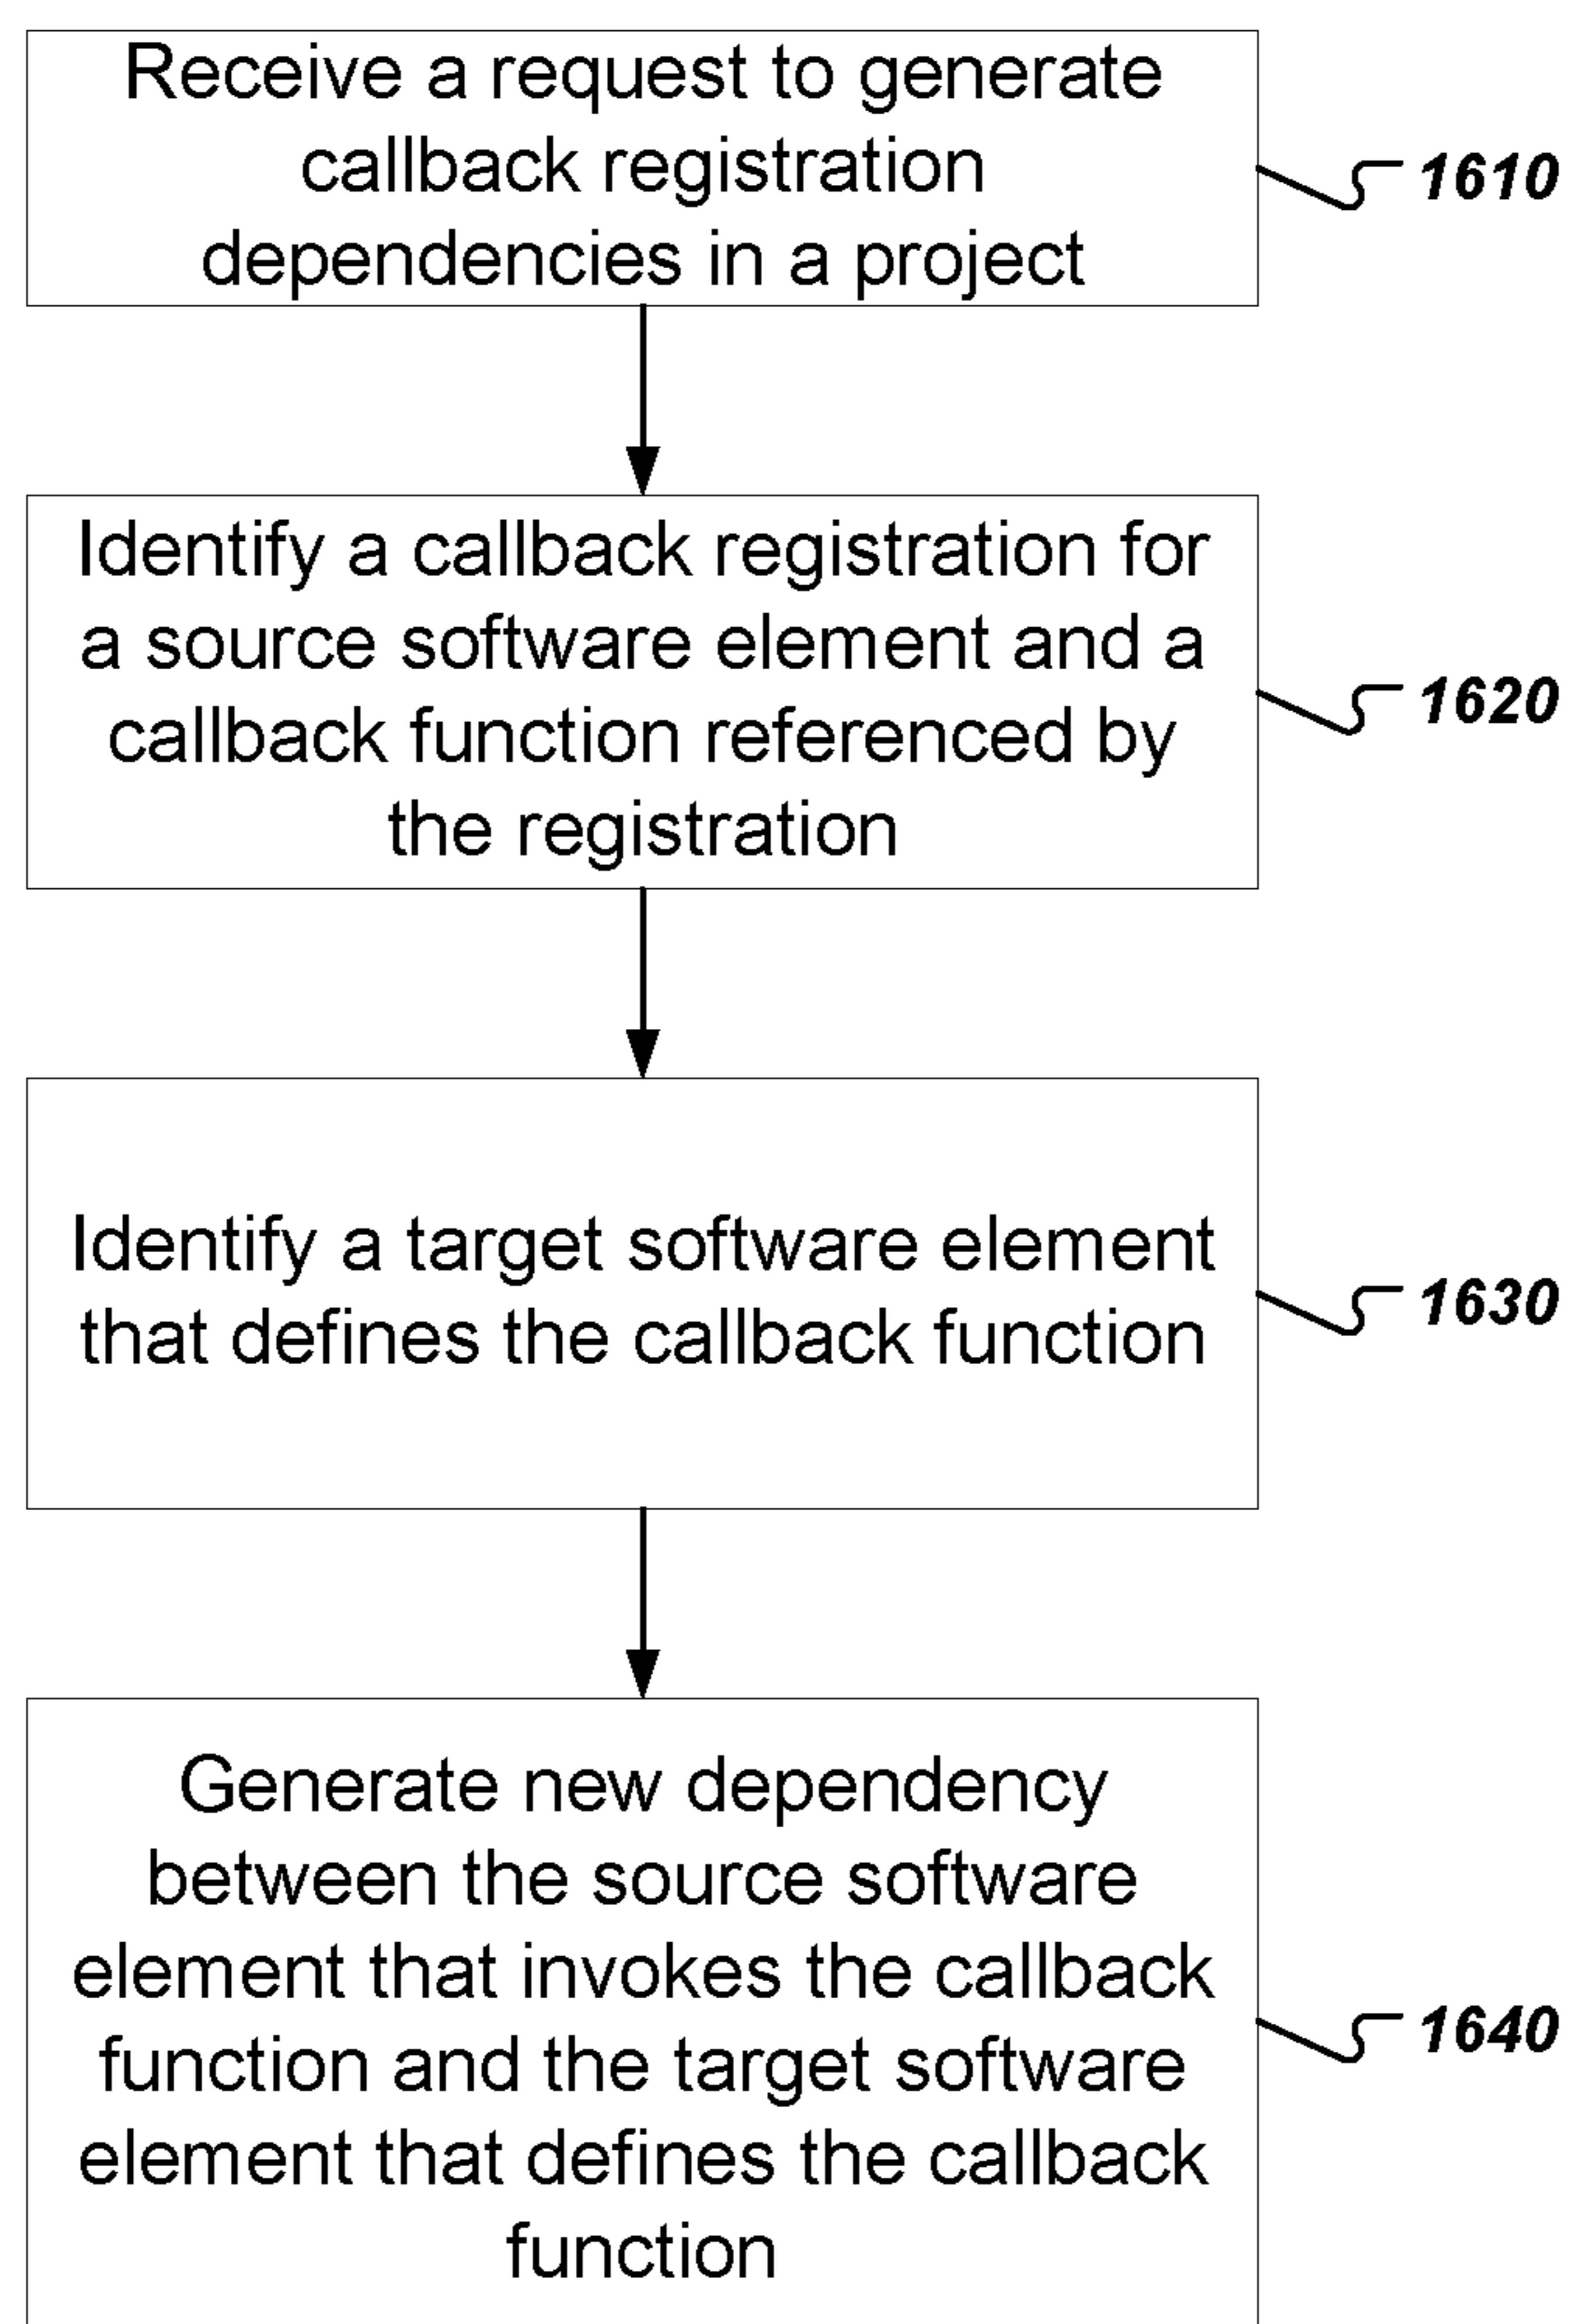 Receive a request to generate
callback registration
dependencies in a project
1610
Identify a callback registration for
a source software element and a
callback function referenced by
the registration
1620
Identify a target software element
that defines the callback function
1630
Generate new dependency
between the source software
element that invokes the callback
function and the target software
element that defines the callback
function
1640